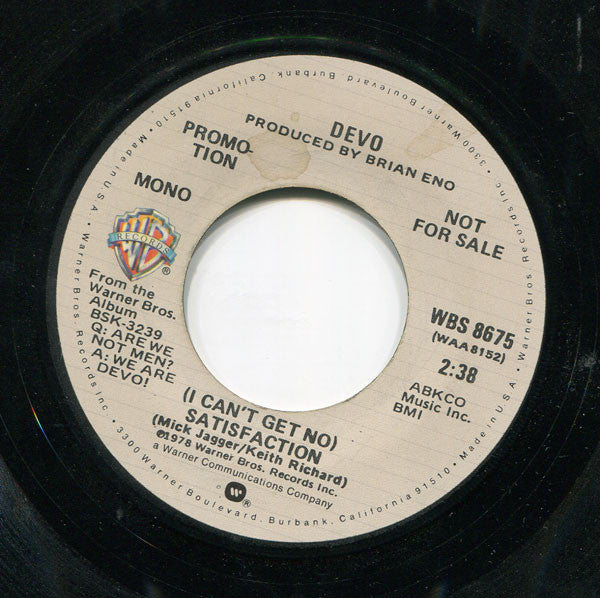 DEVO
PRODUCED BY BRIAN ENO
PROMO-
TION
MONO
NOT
FOR SALE
WB
RECORDS
®
From the
Warner Bros.
Album
BSK-3239
Q: ARE WE
NOT MEN?
A: WE ARE
DEVO!
WBS 8675
(WAA8152)
2:38
ABKCO
Music Inc.
BMI
(I CAN'T GET NO)
SATISFACTION
(Mick Jagger/Keith Richard)
℗1978 Warner Bros. Records Inc.
a Warner Communications Company
®
• Made in U.S.A. • Warner Bros. Records Inc. • 3300 Warner Boulevard, Burbank, California 91510 • Made in U.S.A. • Warner Bros. Records Inc. • 3300 Warner Boulevard, Burbank, California 91510